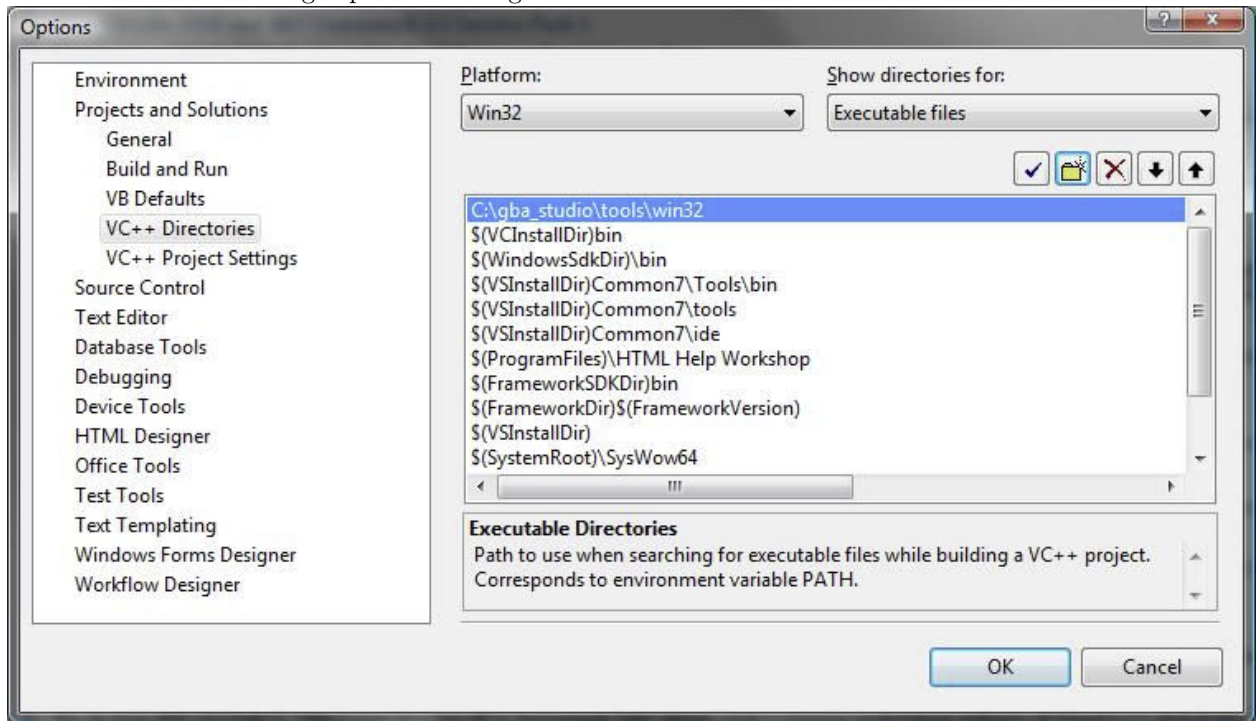 Options
Environment
Projects and Solutions
General
Build and Run
VB Defaults
VC++ Directories
VC++ Project Settings
Source Control
Text Editor
Database Tools
Debugging
Device Tools
HTML Designer
Office Tools
Test Tools
Text Templating
Windows Forms Designer
Workflow Designer
Platform:
Win32
Show directories for:
Executable files
C:\gba_studio\tools\win32
$(VCInstallDir)bin
$(WindowsSdkDir)\bin
$(VSInstallDir)Common7\Tools\bin
$(VSInstallDir)Common7\tools
$(VSInstallDir)Common7\ide
$(ProgramFiles)\HTML Help Workshop
$(FrameworkSDKDir)bin
$(FrameworkDir)$(FrameworkVersion)
$(VSInstallDir)
$(SystemRoot)\SysWow64
Executable Directories
Path to use when searching for executable files while building a VC++ project.
Corresponds to environment variable PATH.
OK
Cancel